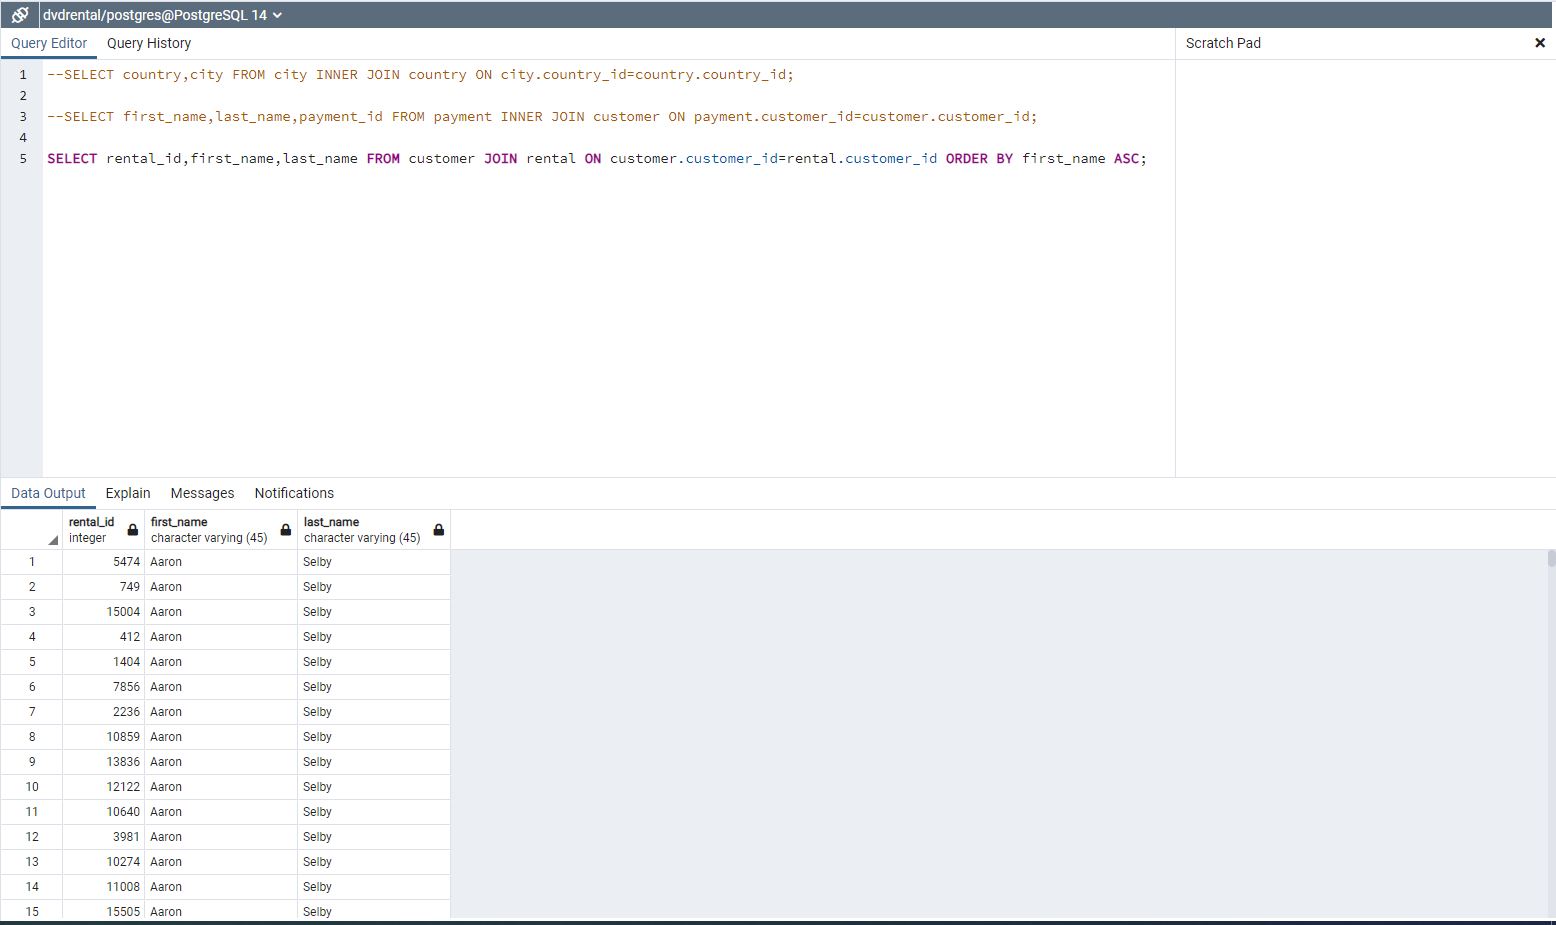 dvdrental/postgres@PostgreSQL 14
Query Editor Query History Scratch Pad
1 --SELECT country,city FROM city INNER JOIN country ON city.country_id=country.country_id;
2
3 --SELECT first_name,last_name,payment_id FROM payment INNER JOIN customer ON payment.customer_id=customer.customer_id;
4
5 SELECT rental_id,first_name,last_name FROM customer JOIN rental ON customer.customer_id=rental.customer_id ORDER BY first_name ASC;
Data Output Explain Messages Notifications
rental_id first_name last_name
integer character varying (45) character varying (45)
1 5474 Aaron Selby
2 749 Aaron Selby
3 15004 Aaron Selby
4 412 Aaron Selby
5 1404 Aaron Selby
6 7856 Aaron Selby
7 2236 Aaron Selby
8 10859 Aaron Selby
9 13836 Aaron Selby
10 12122 Aaron Selby
11 10640 Aaron Selby
12 3981 Aaron Selby
13 10274 Aaron Selby
14 11008 Aaron Selby
15 15505 Aaron Selby